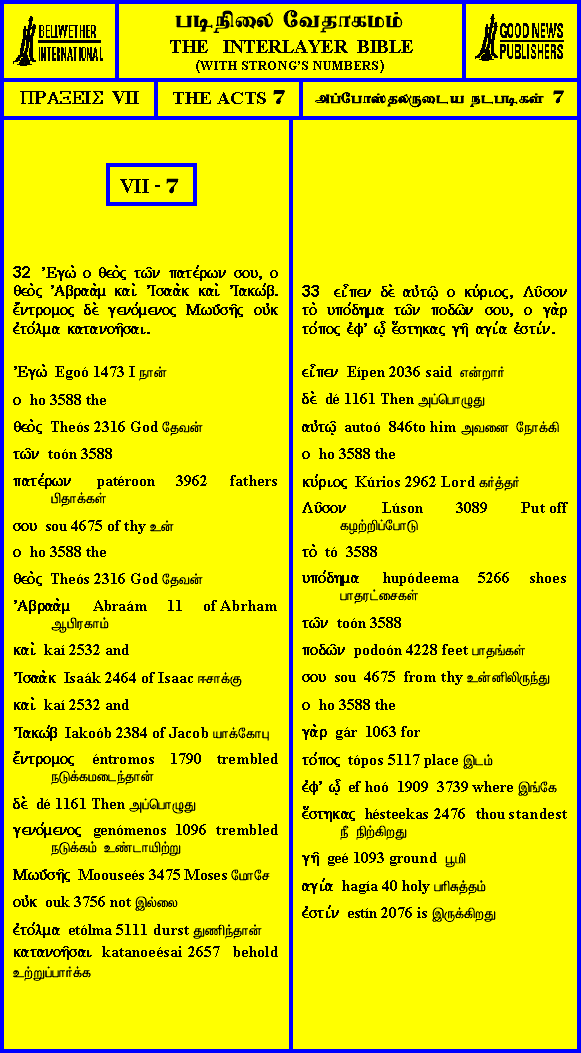 BELLWETHER
INTERNATIONAL
படிநிலை வேதாகமம்
THE INTERLAYER BIBLE
(WITH STRONG'S NUMBERS)
GOOD NEWS
PUBLISHERS
ΠΡΑΞΕΙΣ VII
THE ACTS 7
அப்போஸ்தலருடைய நடபடிகள் 7
VII - 7
32 Ἐγὼ ο θεὸς τῶν πατέρων σου, ο
θεὸς Ἀβραὰμ καὶ Ἰσαὰκ καὶ Ἰακώβ.
ἔντρομος δὲ γενόμενος Μωΰσῆς οὐκ
ἐτόλμα κατανοῆσαι.
Ἐγὼ Egoó 1473 I நான்
ο ho 3588 the
θεὸς Theós 2316 God தேவன்
τῶν toón 3588
πατέρων patéroon 3962 fathers
பிதாக்கள்
σου sou 4675 of thy உன்
ο ho 3588 the
θεὸς Theós 2316 God தேவன்
Ἀβραὰμ Abraám 11 of Abrham
ஆபிரகாம்
καὶ kaí 2532 and
Ἰσαὰκ Isaák 2464 of Isaac ஈசாக்கு
καὶ kaí 2532 and
Ἰακώβ Iakoób 2384 of Jacob யாக்கோபு
ἔντρομος éntromos 1790 trembled
நடுக்கமடைந்தான்
δὲ dé 1161 Then அப்பொழுது
γενόμενος genómenos 1096 trembled
நடுக்கம் உண்டாயிற்று
Μωΰσῆς Moouseés 3475 Moses மோசே
οὐκ ouk 3756 not இல்லை
ἐτόλμα etólma 5111 durst துணிந்தான்
κατανοῆσαι katanoeésai 2657 behold
உற்றுப்பார்க்க
33 εἶπεν δὲ αὐτῷ ο κύριος, Λῦσον
τὸ υπόδημα τῶν ποδῶν σου, ο γὰρ
τόπος ἐφ' ᾧ ἕστηκας γῆ αγία ἐστίν.
εἶπεν Eípen 2036 said என்றார்
δὲ dé 1161 Then அப்பொழுது
αὐτῷ autoó 846to him அவனை நோக்கி
ο ho 3588 the
κύριος Kúrios 2962 Lord கர்த்தர்
Λῦσον Lúson 3089 Put off
கழற்றிப்போடு
τὸ tó 3588
υπόδημα hupódeema 5266 shoes
பாதரட்சைகள்
τῶν toón 3588
ποδῶν podoón 4228 feet பாதங்கள்
σου sou 4675 from thy உன்னிலிருந்து
ο ho 3588 the
γὰρ gár 1063 for
τόπος tópos 5117 place இடம்
ἐφ' ᾧ ef hoó 1909 3739 where இங்கே
ἕστηκας hésteekas 2476 thou standest
நீ நிற்கிறது
γῆ geé 1093 ground பூமி
αγία hagía 40 holy பரிசுத்தம்
ἐστίν estín 2076 is இருக்கிறது